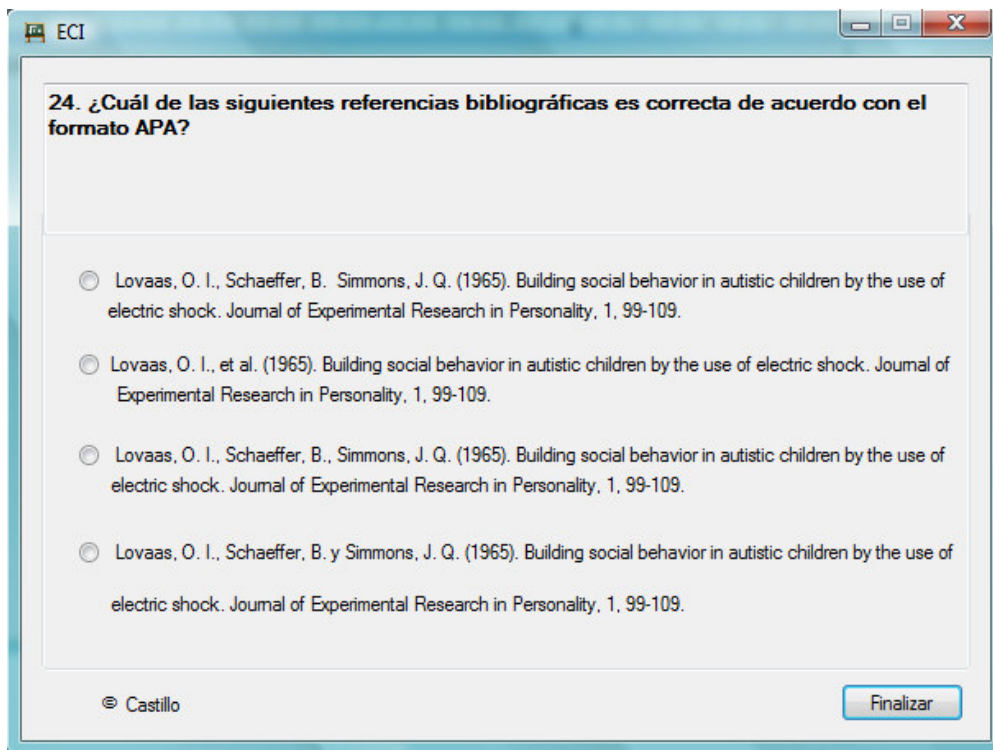 ECI
24. ¿Cuál de las siguientes referencias bibliográficas es correcta de acuerdo con el
formato APA?
Lovaas, O. I., Schaeffer, B. Simmons, J. Q. (1965). Building social behavior in autistic children by the use of
electric shock. Journal of Experimental Research in Personality, 1, 99-109.
Lovaas, O. I., et al. (1965). Building social behavior in autistic children by the use of electric shock. Journal of
Experimental Research in Personality, 1, 99-109.
Lovaas, O. I., Schaeffer, B., Simmons, J. Q. (1965). Building social behavior in autistic children by the use of
electric shock. Journal of Experimental Research in Personality, 1, 99-109.
Lovaas, O. I., Schaeffer, B. y Simmons, J. Q. (1965). Building social behavior in autistic children by the use of
electric shock. Journal of Experimental Research in Personality, 1, 99-109.
© Castillo
Finalizar